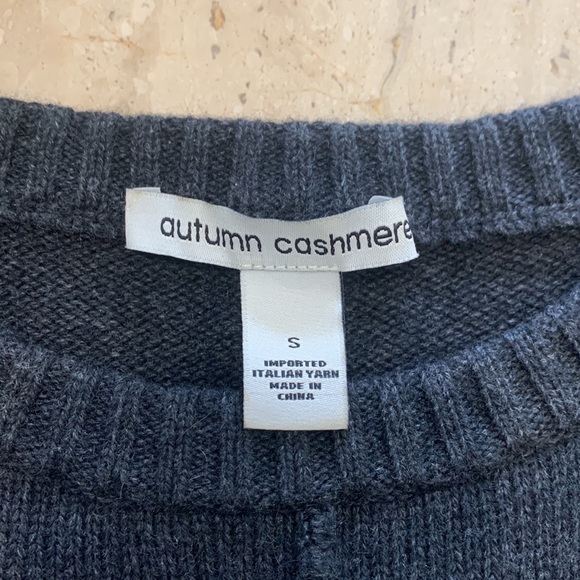 autumn cashmere
S
IMPORTED
ITALIAN YARN
MADE IN
CHINA